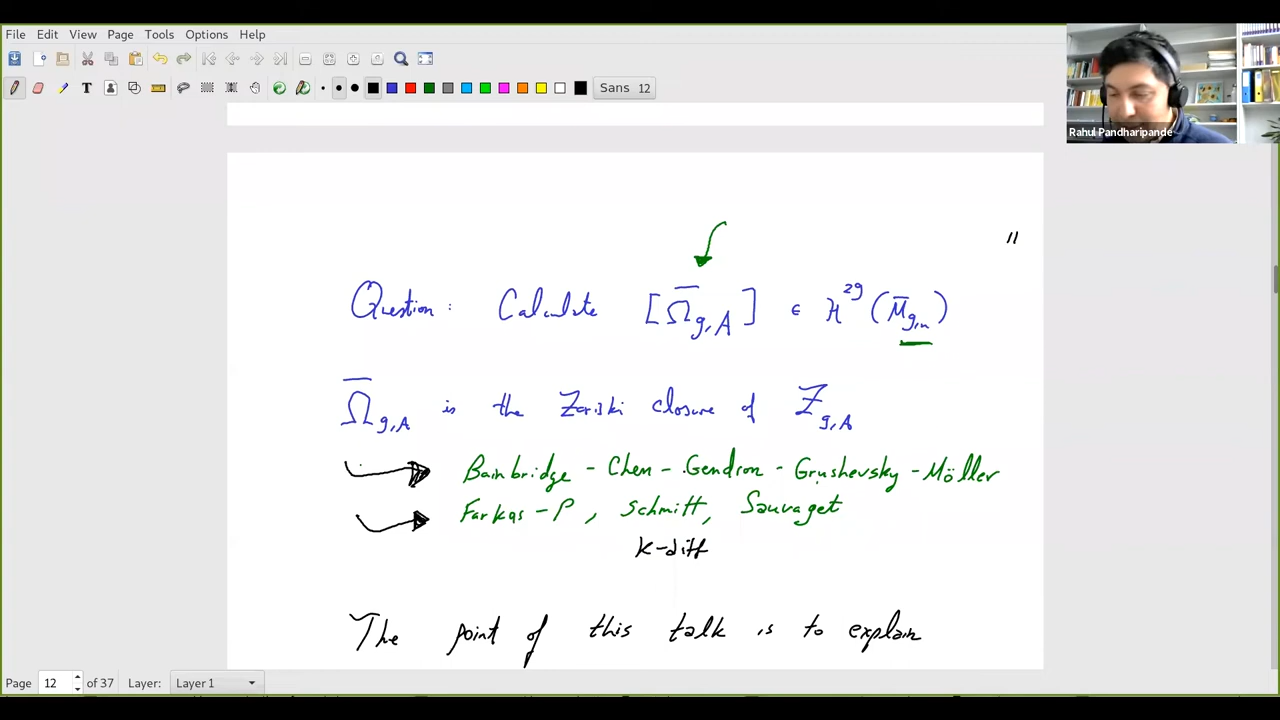 File Edit View Page Tools Options Help
Sans 12
Rahul Pandharipande
11
Question: Calculate [Ω̄g,A] ∈ H^2g (M̄g,n)
Ω̄g,A is the Zariski closure of Zg,A
Bainbridge - Chen - Gendron - Grushevsky - Möller
Farkas - P, Schmitt, Sauvaget
k-diff
The point of this talk is to explain
Page 12 of 37 Layer: Layer 1